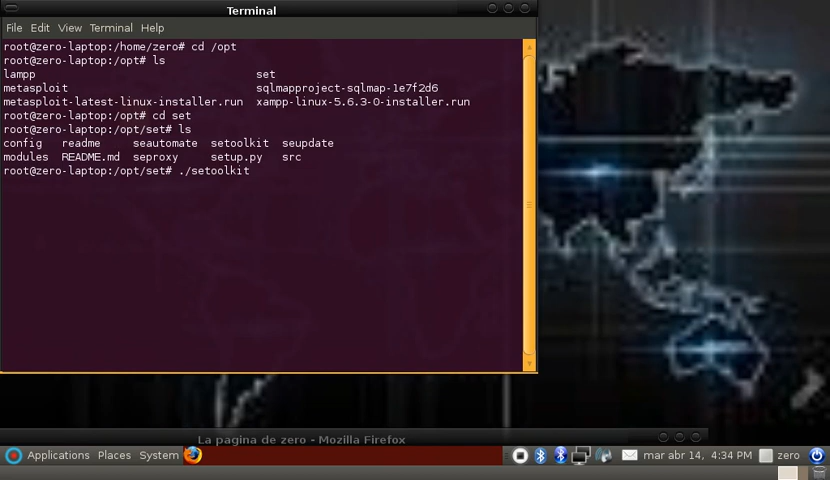 Terminal
File Edit View Terminal Help
root@zero-laptop:/home/zero# cd /opt
root@zero-laptop:/opt# ls
lampp set
metasploit sqlmapproject-sqlmap-1e7f2d6
metasploit-latest-linux-installer.run xampp-linux-5.6.3-0-installer.run
root@zero-laptop:/opt# cd set
root@zero-laptop:/opt/set# ls
config readme seautomate setoolkit seupdate
modules README.md seproxy setup.py src
root@zero-laptop:/opt/set# ./setoolkit
La pagina de zero - Mozilla Firefox
Applications Places System mar abr 14, 4:34 PM zero